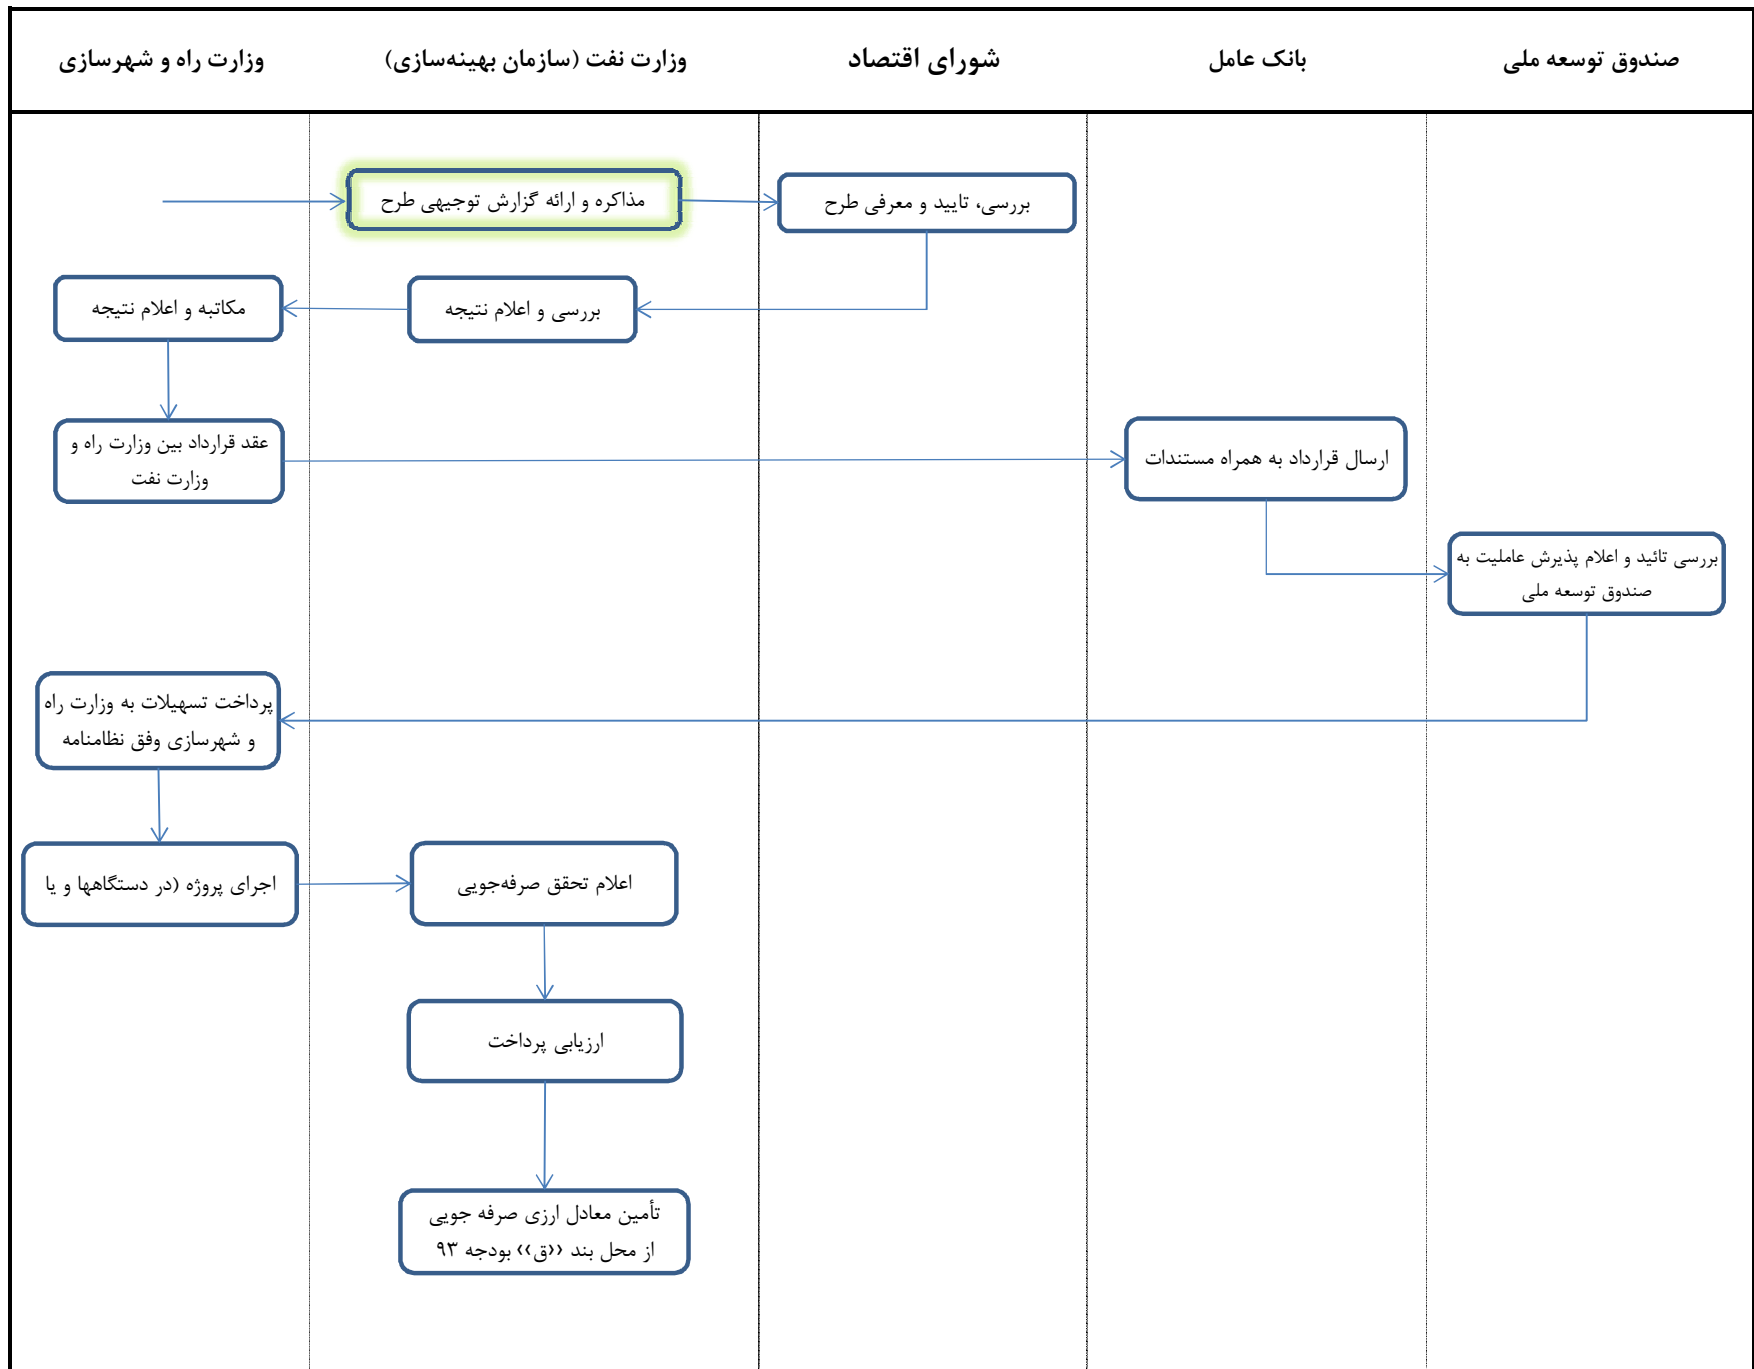 صندوق توسعه ملی
بانک عامل
شورای اقتصاد
وزارت نفت (سازمان بهینه‌سازی)
وزارت راه و شهرسازی
مذاکره و ارائه گزارش توجیهی طرح
بررسی، تایید و معرفی طرح
بررسی و اعلام نتیجه
مکاتبه و اعلام نتیجه
عقد قرارداد بین وزارت راه و
وزارت نفت
ارسال قرارداد به همراه مستندات
بررسی تائید و اعلام پذیرش عاملیت به
صندوق توسعه ملی
پرداخت تسهیلات به وزارت راه
و شهرسازی وفق نظامنامه
اجرای پروژه (در دستگاهها و یا
اعلام تحقق صرفه‌جویی
ارزیابی پرداخت
تأمین معادل ارزی صرفه جویی
از محل بند ‹‹ق›› بودجه ۹۳